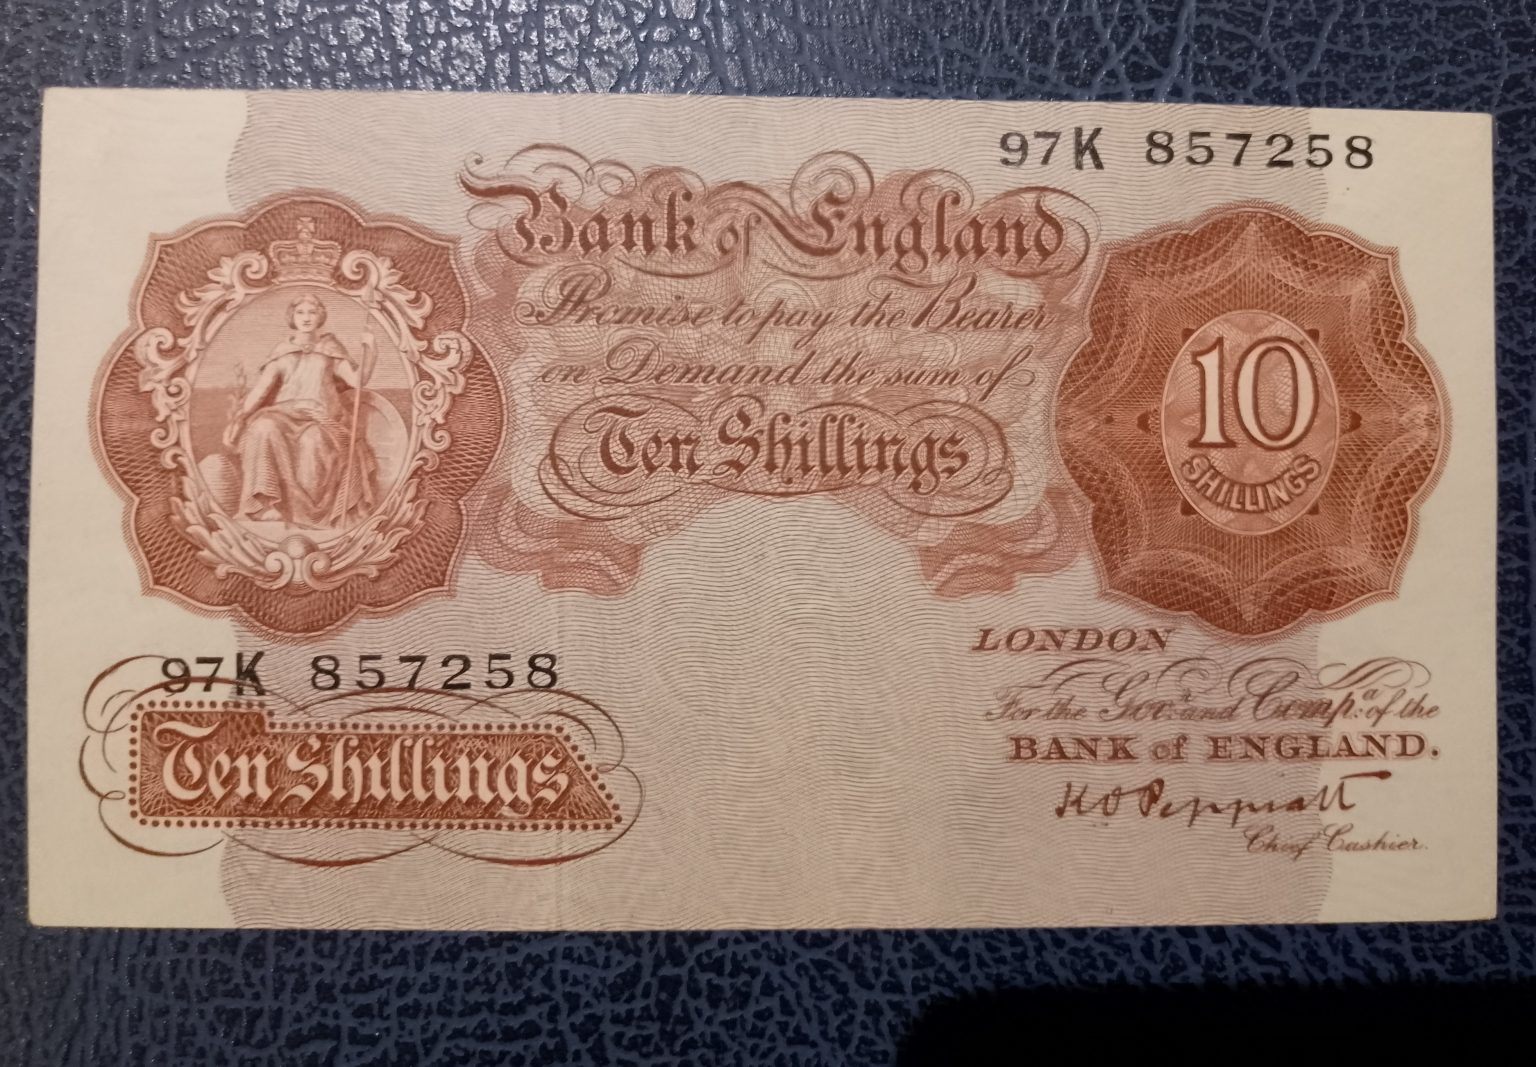 97K 857258
Bank of England
Promise to pay the Bearer
on Demand the sum of
Ten Shillings
10
SHILLINGS
97K 857258
Ten Shillings
LONDON
For the Govr. and Compa. of the
BANK of ENGLAND.
K O Peppiatt
Chief Cashier.